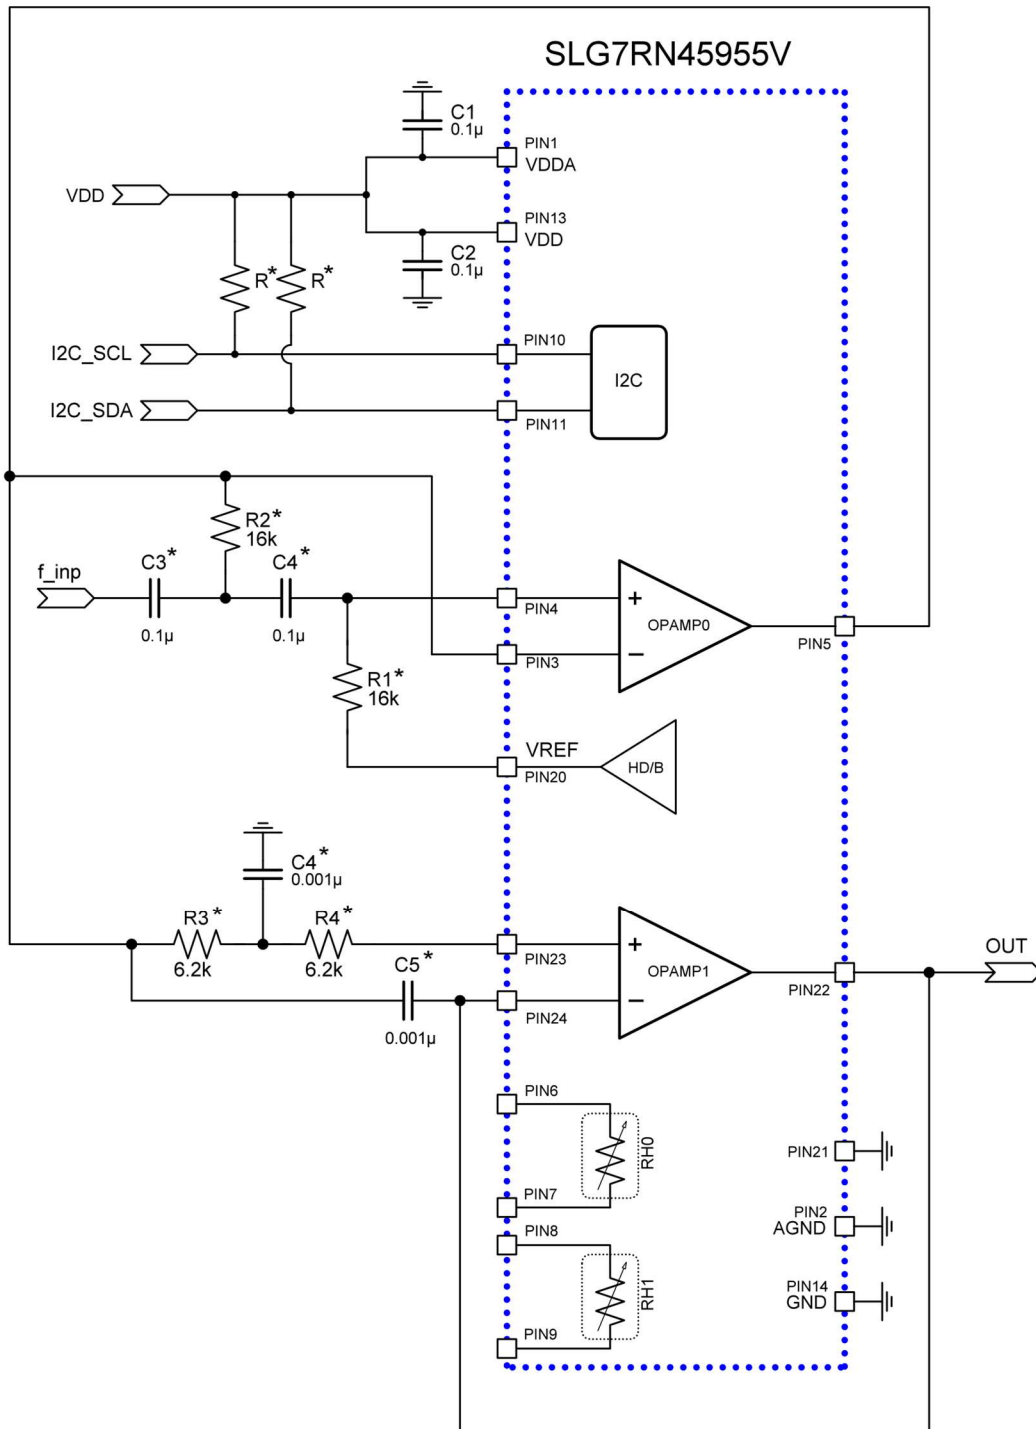 SLG7RN45955V
C1
0.1µ
PIN1
VDDA
VDD
PIN13
VDD
C2
0.1µ
R*
R*
I2C_SCL
PIN10
I2C
I2C_SDA
PIN11
R2*
16k
f_inp
C3*
C4*
0.1µ
0.1µ
PIN4
+
OPAMP0
PIN5
PIN3
−
R1*
16k
VREF
PIN20
HD/B
C4*
0.001µ
R3*
R4*
6.2k
6.2k
PIN23
+
OPAMP1
OUT
PIN22
C5*
0.001µ
PIN24
−
PIN6
RH0
PIN7
PIN21
PIN2
AGND
PIN8
RH1
PIN14
GND
PIN9